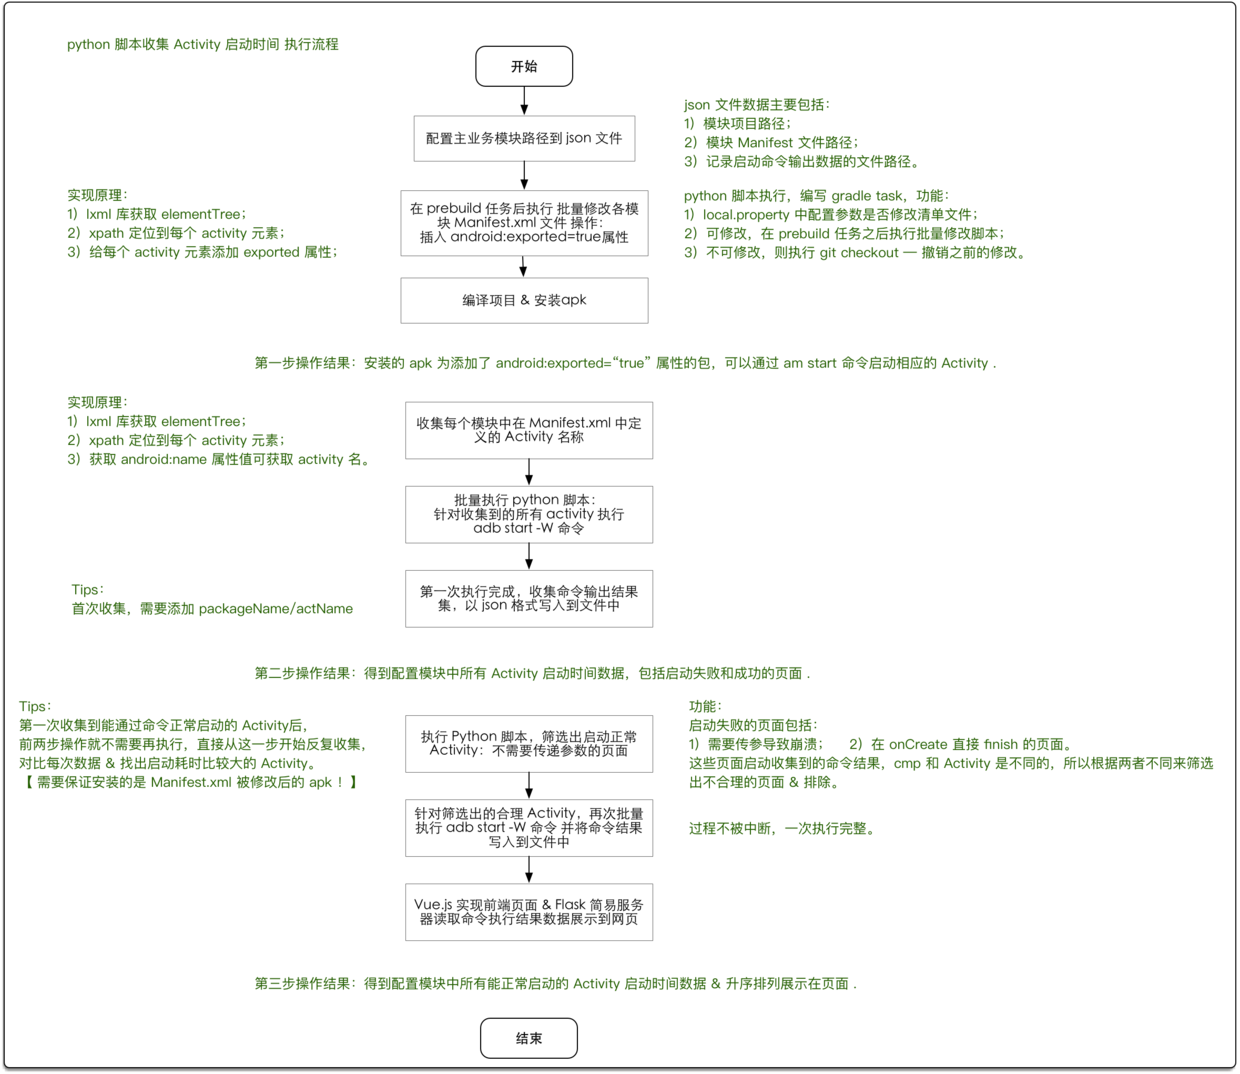 python 脚本收集 Activity 启动时间 执行流程
开始
配置主业务模块路径到 json 文件
json 文件数据主要包括：
1）模块项目路径；
2）模块 Manifest 文件路径；
3）记录启动命令输出数据的文件路径。
实现原理：
1）lxml 库获取 elementTree；
2）xpath 定位到每个 activity 元素；
3）给每个 activity 元素添加 exported 属性；
在 prebuild 任务后执行 批量修改各模
块 Manifest.xml 文件 操作：
插入 android:exported=true属性
python 脚本执行，编写 gradle task，功能：
1）local.property 中配置参数是否修改清单文件；
2）可修改，在 prebuild 任务之后执行批量修改脚本；
3）不可修改，则执行 git checkout — 撤销之前的修改。
编译项目 & 安装apk
第一步操作结果：安装的 apk 为添加了 android:exported=“true” 属性的包，可以通过 am start 命令启动相应的 Activity .
实现原理：
1）lxml 库获取 elementTree；
2）xpath 定位到每个 activity 元素；
3）获取 android:name 属性值可获取 activity 名。
收集每个模块中在 Manifest.xml 中定
义的 Activity 名称
批量执行 python 脚本：
针对收集到的所有 activity 执行
adb start -W 命令
Tips：
首次收集，需要添加 packageName/actName
第一次执行完成，收集命令输出结果
集，以 json 格式写入到文件中
第二步操作结果：得到配置模块中所有 Activity 启动时间数据，包括启动失败和成功的页面 .
Tips：
第一次收集到能通过命令正常启动的 Activity后，
前两步操作就不需要再执行，直接从这一步开始反复收集，
对比每次数据 & 找出启动耗时比较大的 Activity。
【 需要保证安装的是 Manifest.xml 被修改后的 apk ！】
执行 Python 脚本，筛选出启动正常
Activity：不需要传递参数的页面
功能：
启动失败的页面包括：
1）需要传参导致崩溃； 2）在 onCreate 直接 finish 的页面。
这些页面启动收集到的命令结果，cmp 和 Activity 是不同的，所以根据两者不同来筛选
出不合理的页面 & 排除。
过程不被中断，一次执行完整。
针对筛选出的合理 Activity，再次批量
执行 adb start -W 命令 并将命令结果
写入到文件中
Vue.js 实现前端页面 & Flask 简易服务
器读取命令执行结果数据展示到网页
第三步操作结果：得到配置模块中所有能正常启动的 Activity 启动时间数据 & 升序排列展示在页面 .
结束